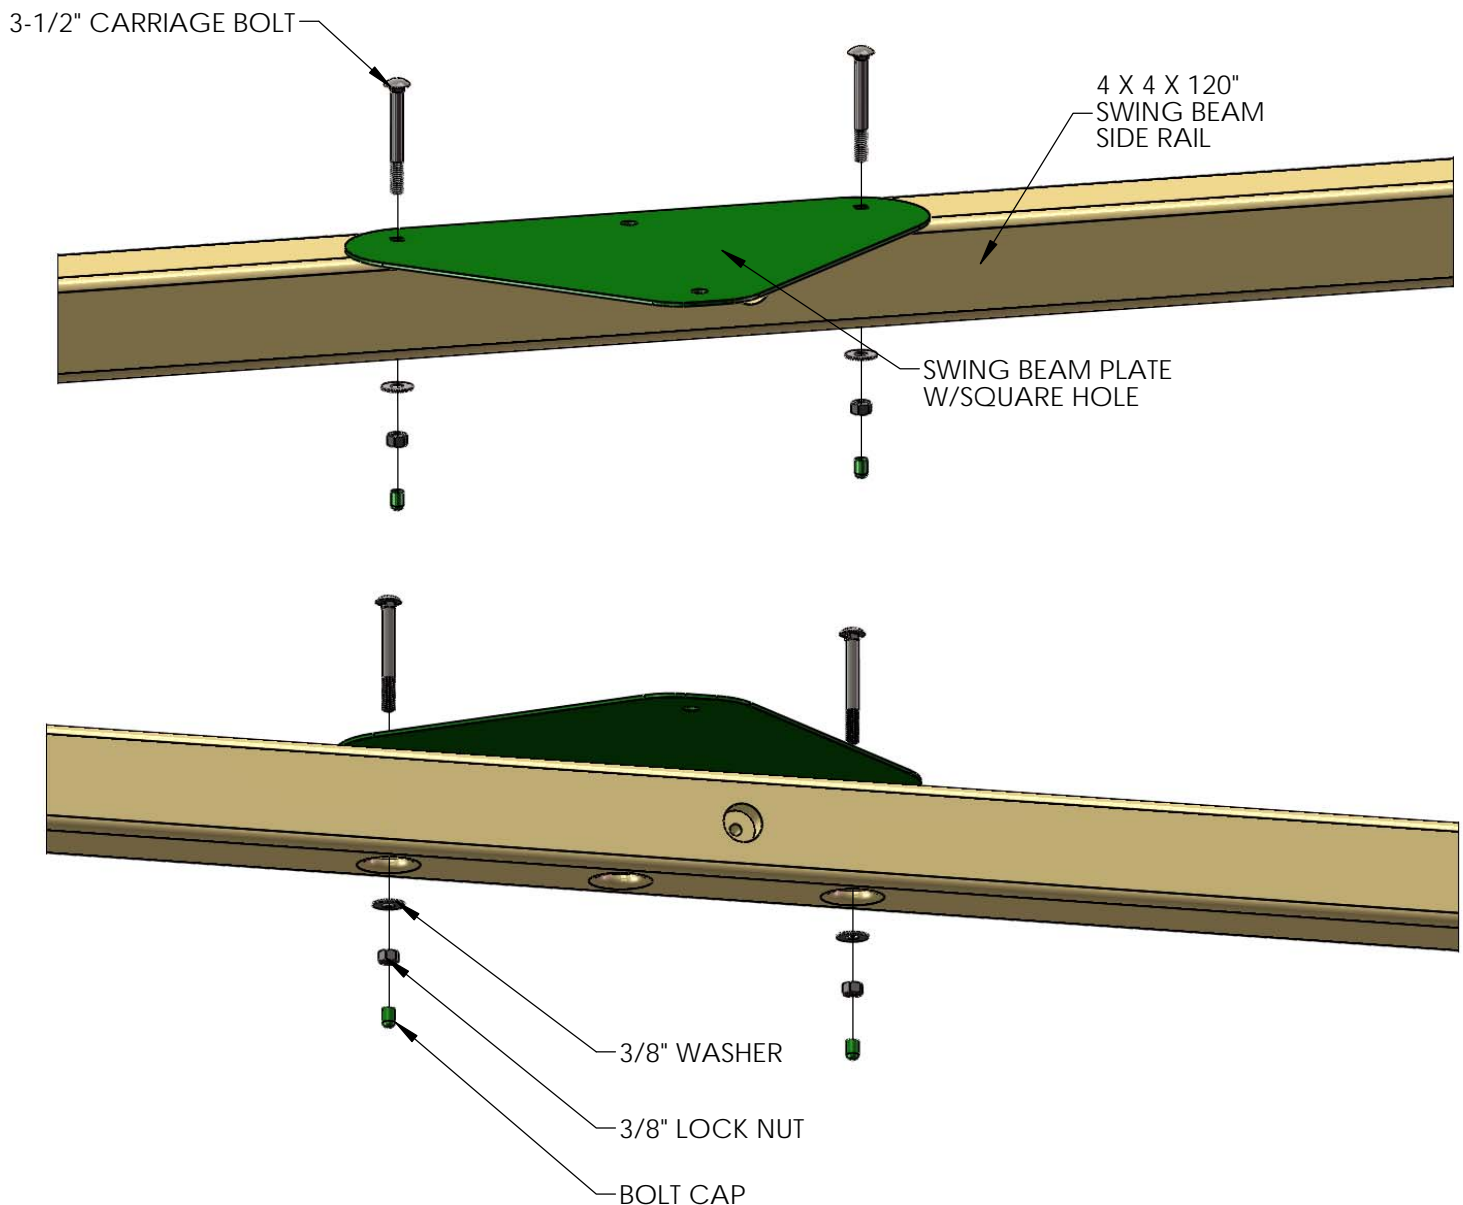 3-1/2" CARRIAGE BOLT
4 X 4 X 120"
SWING BEAM
SIDE RAIL
SWING BEAM PLATE
W/SQUARE HOLE
3/8" WASHER
3/8" LOCK NUT
BOLT CAP